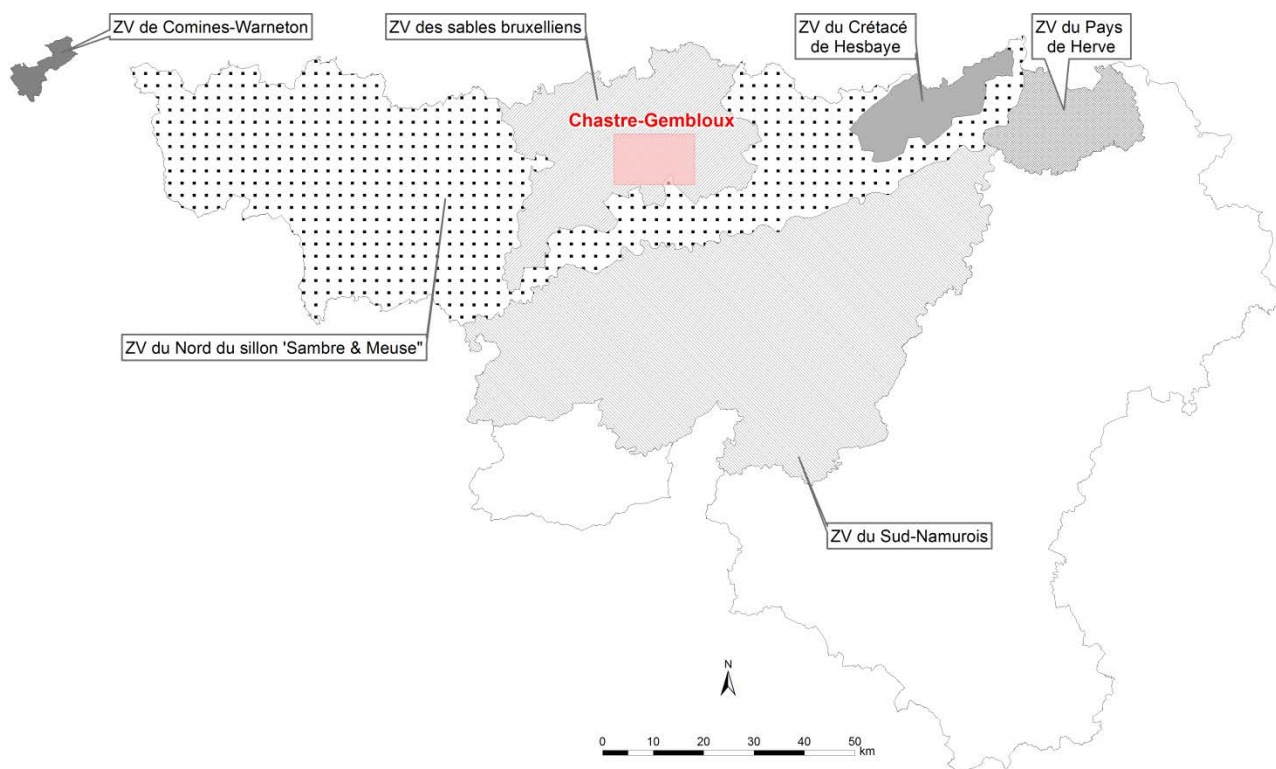 ZV de Comines-Warneton
ZV des sables bruxelliens
ZV du Crétacé
de Hesbaye
ZV du Pays
de Herve
Chastre-Gembloux
ZV du Nord du sillon 'Sambre & Meuse"
ZV du Sud-Namurois
N
0 10 20 30 40 50
km